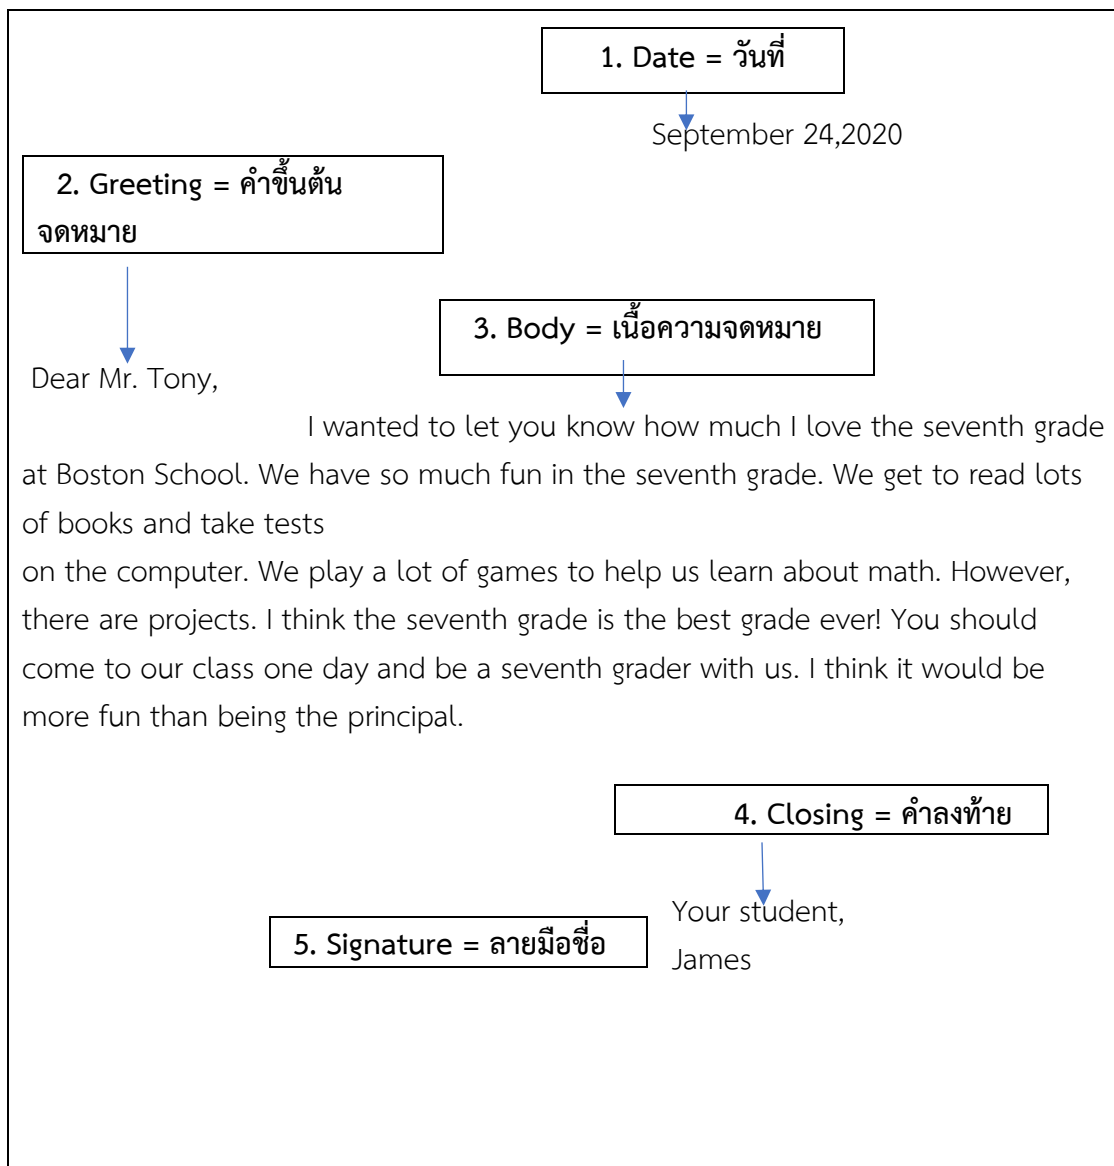 1. Date = วันที่
September 24,2020
2. Greeting = คำขึ้นต้น
จดหมาย
3. Body = เนื้อความจดหมาย
Dear Mr. Tony,
I wanted to let you know how much I love the seventh grade
at Boston School. We have so much fun in the seventh grade. We get to read lots
of books and take tests
on the computer. We play a lot of games to help us learn about math. However,
there are projects. I think the seventh grade is the best grade ever! You should
come to our class one day and be a seventh grader with us. I think it would be
more fun than being the principal.
4. Closing = คำลงท้าย
Your student,
5. Signature = ลายมือชื่อ
James